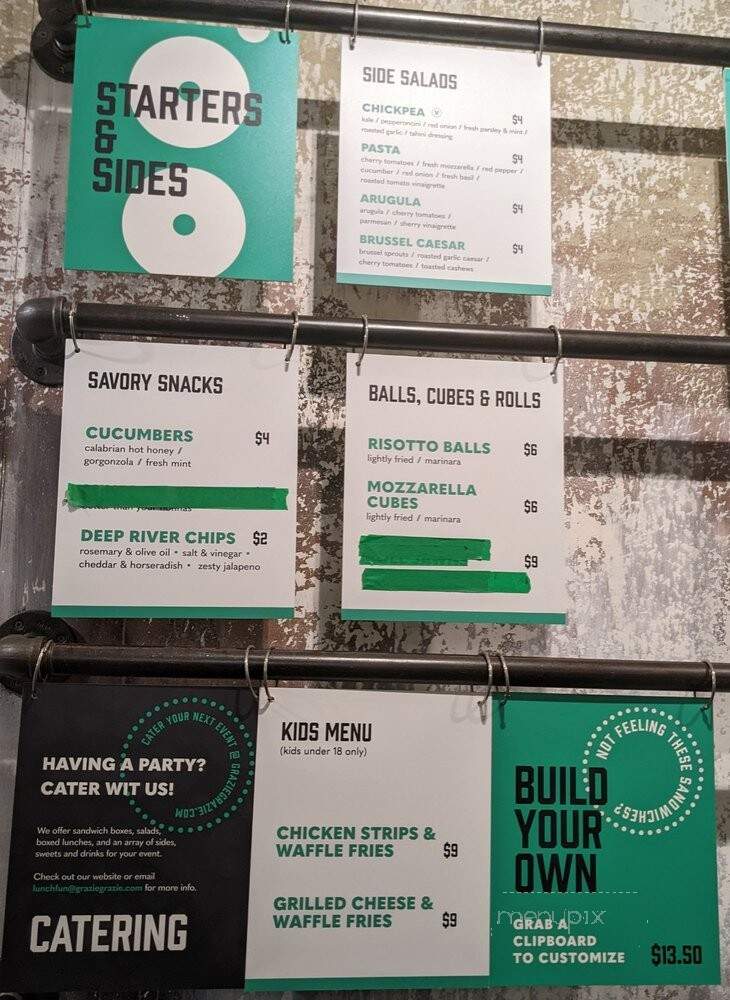 STARTERS
&
SIDES
SIDE SALADS
CHICKPEA V $4
kale / pepperoncini / red onion / fresh parsley & mint /
roasted garlic / tahini dressing
PASTA $4
cherry tomatoes / fresh mozzarella / red pepper /
cucumber / red onion / fresh basil /
roasted tomato vinaigrette
ARUGULA $4
arugula / cherry tomatoes /
parmesan / sherry vinaigrette
BRUSSEL CAESAR $4
brussel sprouts / roasted garlic caesar /
cherry tomatoes / toasted cashews
SAVORY SNACKS
CUCUMBERS $4
calabrian hot honey /
gorgonzola / fresh mint
better than your nonnas
DEEP RIVER CHIPS $2
rosemary & olive oil • salt & vinegar •
cheddar & horseradish • zesty jalapeno
BALLS, CUBES & ROLLS
RISOTTO BALLS $6
lightly fried / marinara
MOZZARELLA
CUBES $6
lightly fried / marinara
$9
CATER YOUR NEXT EVENT @ GRAZIEGRAZIE.COM
HAVING A PARTY?
CATER WIT US!
We offer sandwich boxes, salads,
boxed lunches, and an array of sides,
sweets and drinks for your event.
Check out our website or email
lunchfun@graziegrazie.com for more info.
CATERING
KIDS MENU
(kids under 18 only)
CHICKEN STRIPS &
WAFFLE FRIES $9
GRILLED CHEESE &
WAFFLE FRIES $9
NOT FEELING THESE SANDWICHES?
BUILD
YOUR
OWN
menupix
GRAB A
CLIPBOARD
TO CUSTOMIZE $13.50